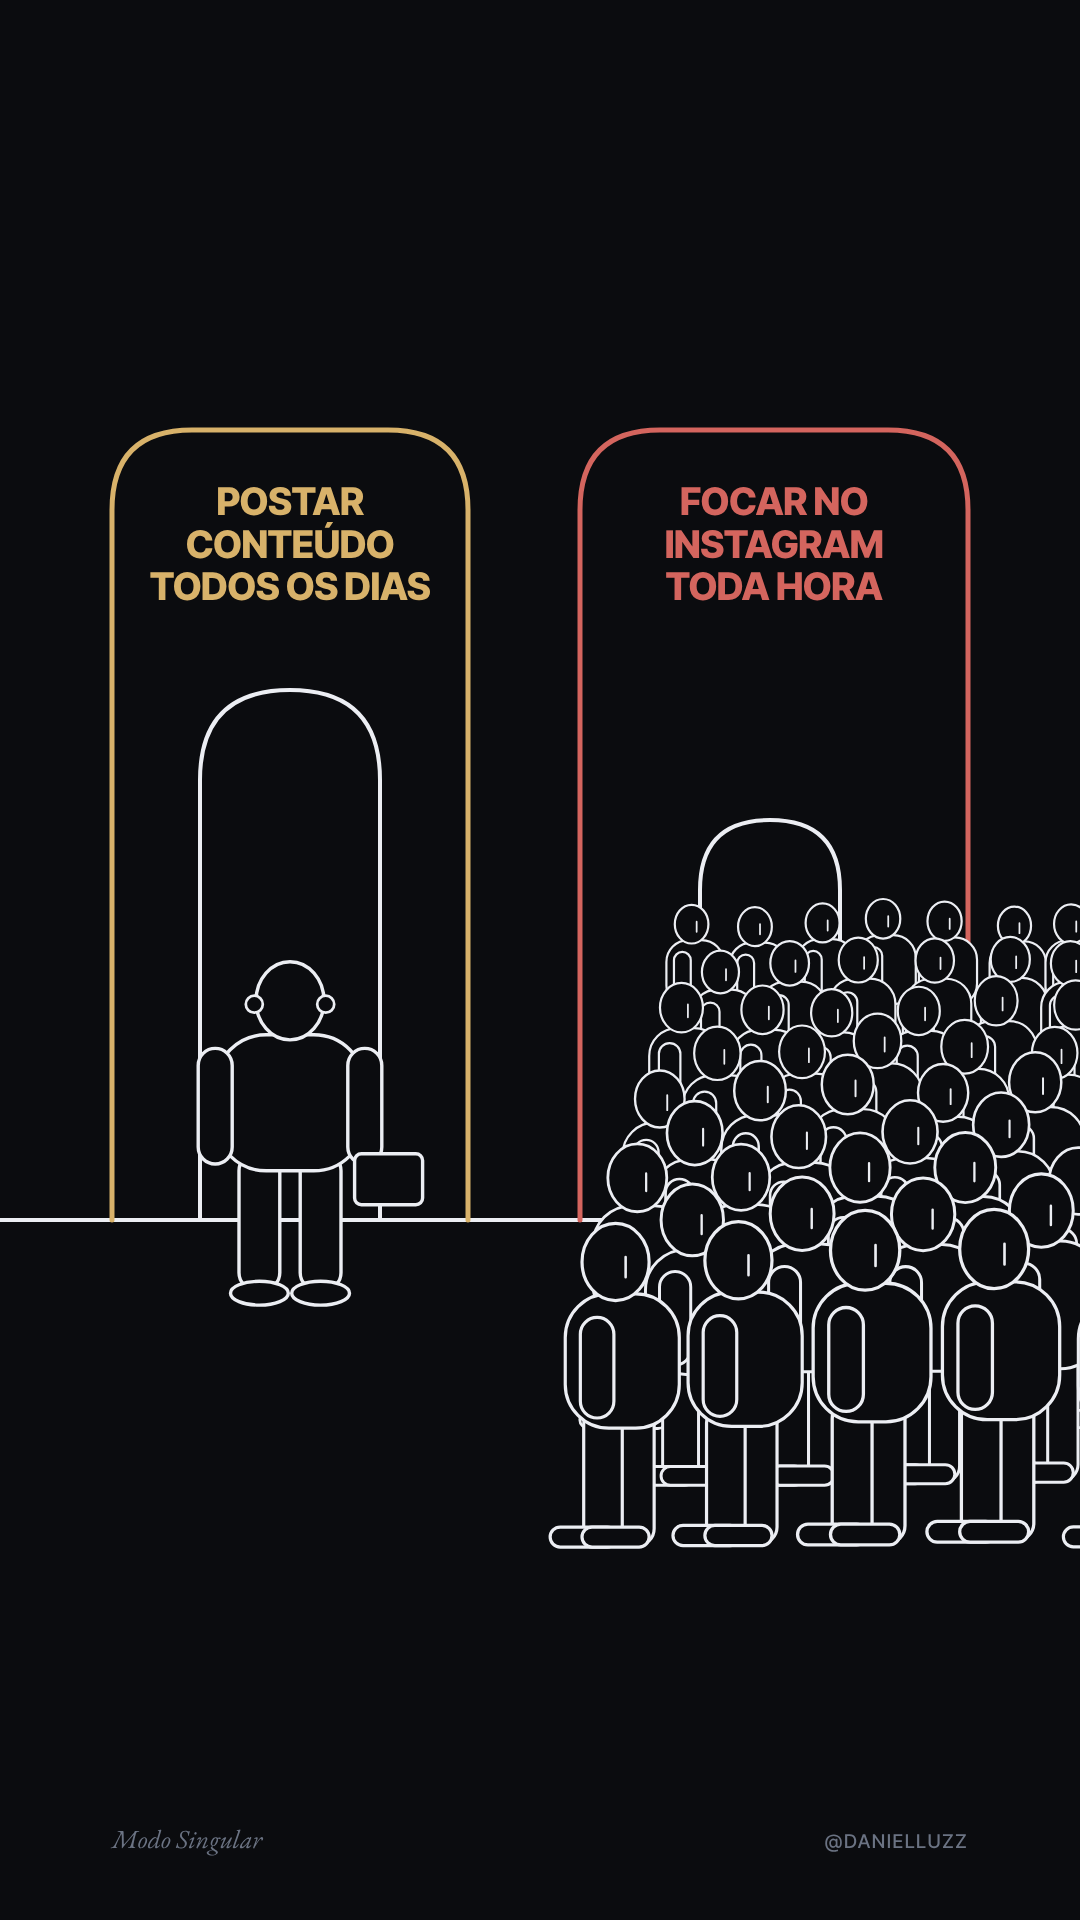 POSTAR
CONTEÚDO
TODOS OS DIAS
FOCAR NO
INSTAGRAM
TODA HORA
Modo Singular
@DANIELLUZZ